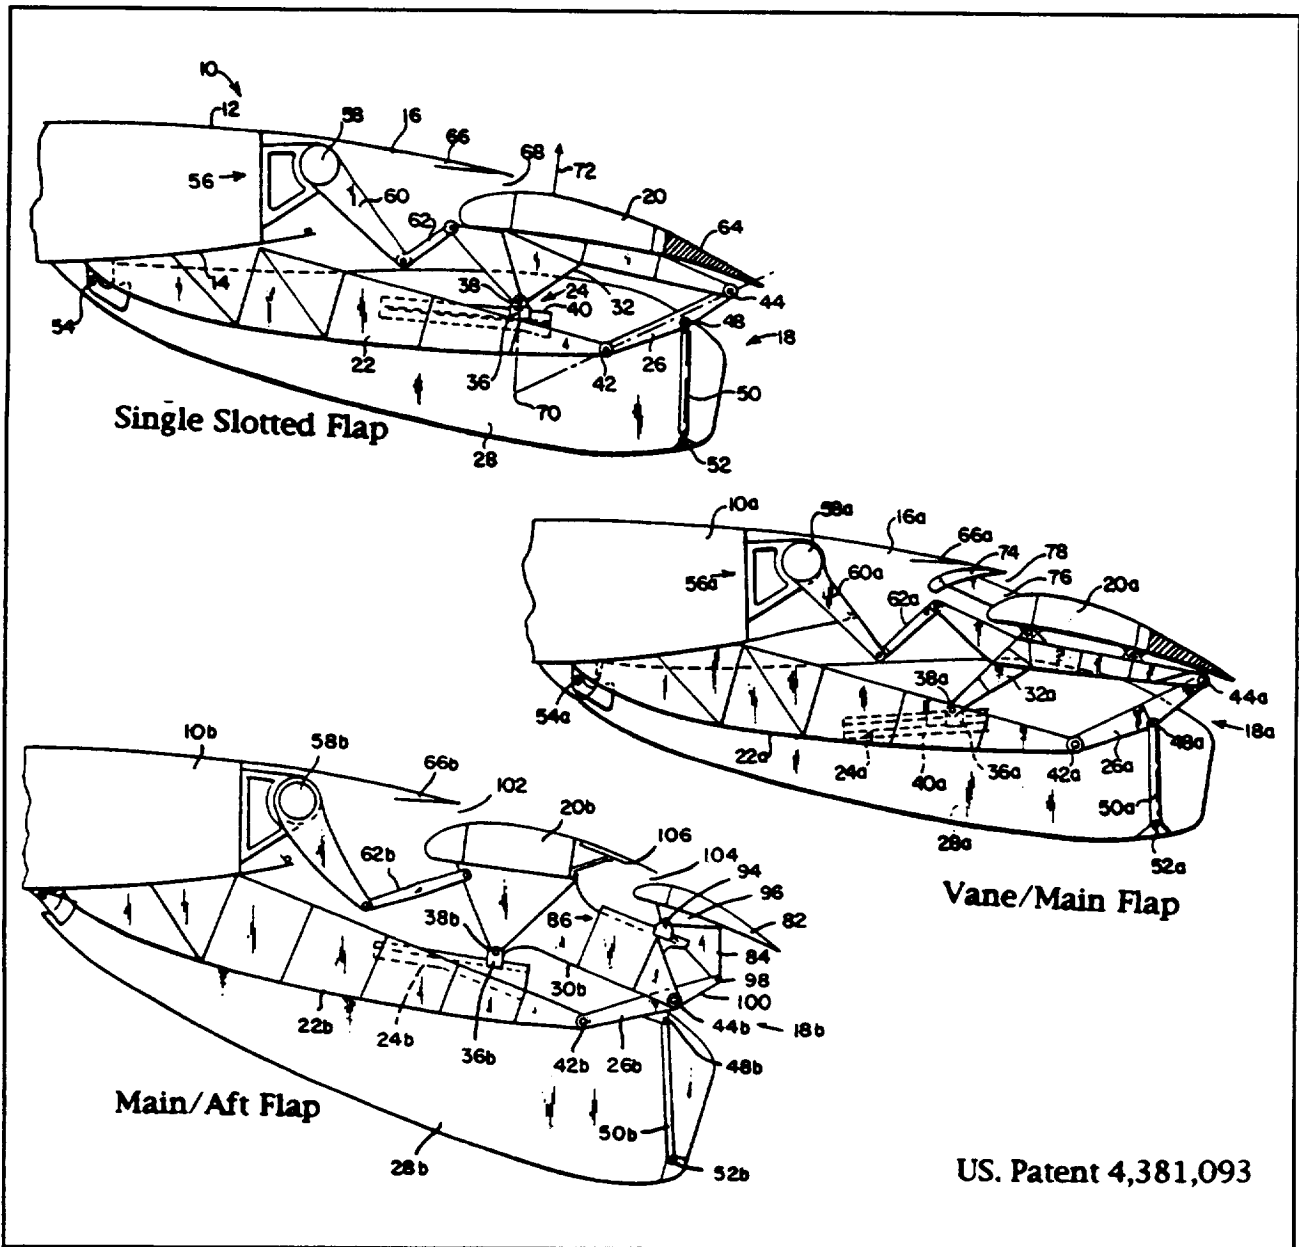 10
12
58
16
66
68
72
56
60
62
20
64
14
38
24
40
32
44
54
48
18
22
36
42
26
50
70
Single Slotted Flap
28
52
10a
58a
16a
66a
74
78
56a
60a
76
20a
62a
38a
32a
44a
54a
18a
22a
24a
40a
36a
42a
26a
48a
50a
28a
52a
Vane/Main Flap
10b
58b
66b
102
20b
106
104
62b
94
96
82
38b
86
84
30b
98
100
22b
24b
36b
42b
26b
44b
18b
48b
Main/Aft Flap
50b
28b
52b
US. Patent 4,381,093